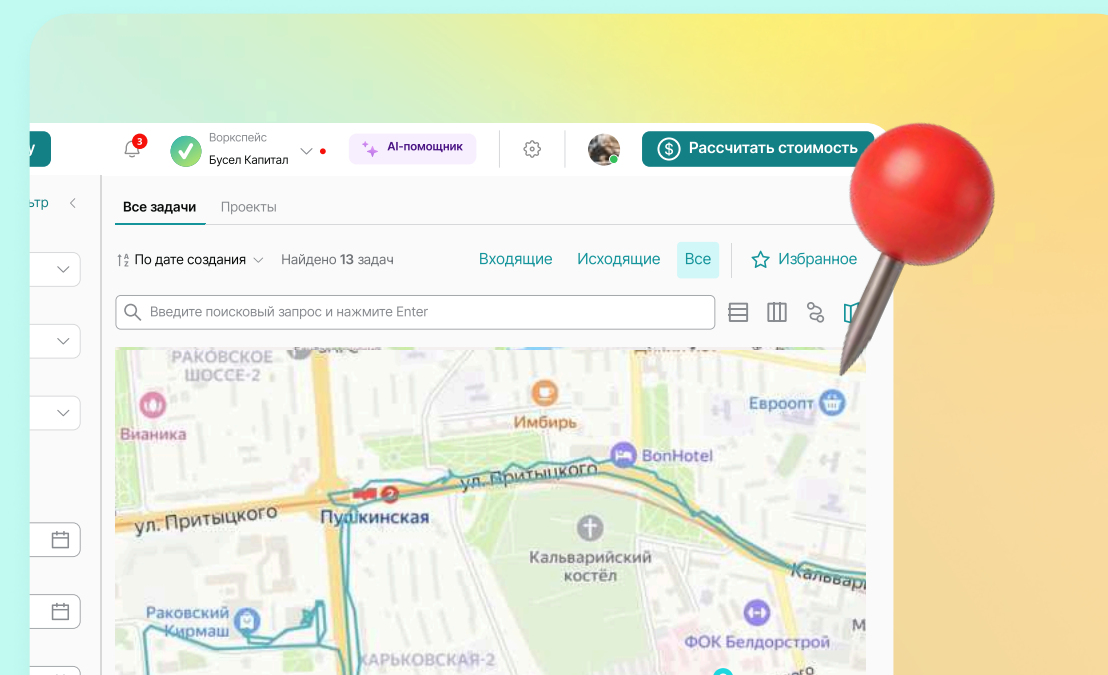 3
Воркспейс
Бусел Капитал
AI-помощник
Рассчитать стоимость
Все задачи
Проекты
По дате создания
Найдено 13 задач
Входящие
Исходящие
Все
Избранное
Введите поисковый запрос и нажмите Enter
РАКОВСКОЕ
ШОССЕ-2
Вианика
Имбирь
Евроопт
BonHotel
ул. Притыцкого
2
Пушкинская
ул. Притыцкого
Кальварийский
костёл
Раковский
Кирмаш
ФОК Белдорстрой
ХАРЬКОВСКАЯ-2